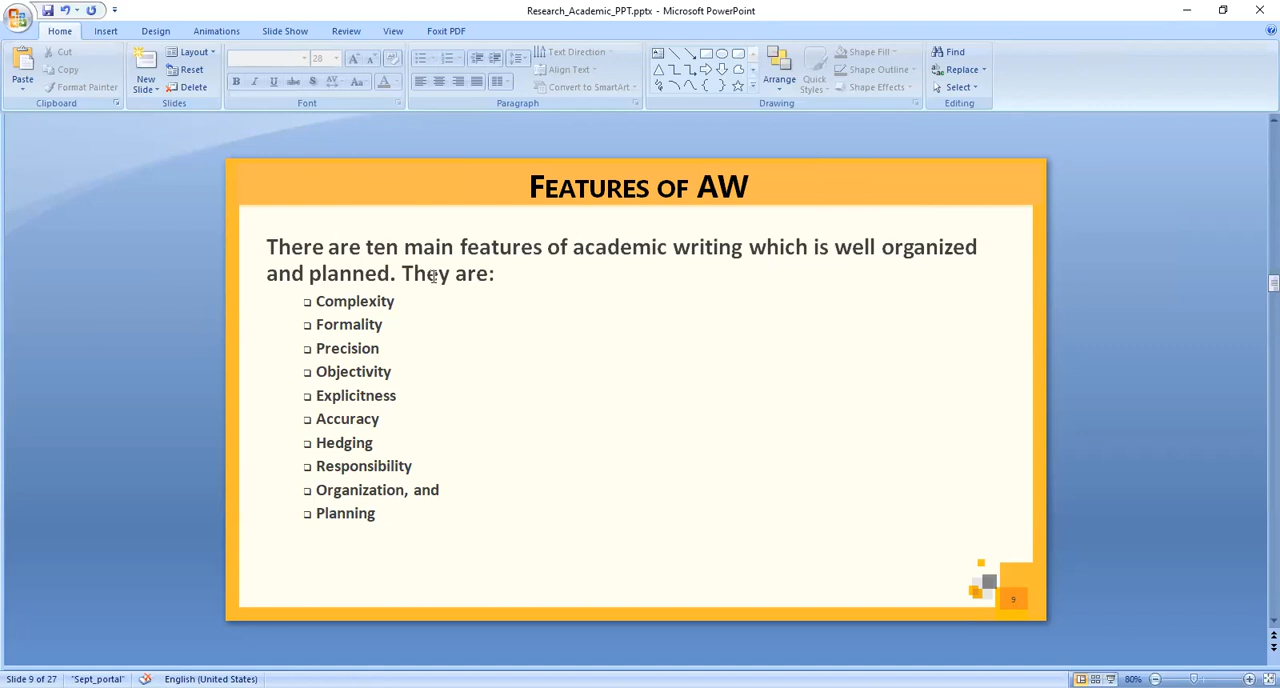 Research_Academic_PPT.pptx - Microsoft PowerPoint
Home Insert Design Animations Slide Show Review View Foxit PDF
Paste
Cut
Copy
Format Painter
Clipboard
New Slide
Layout
Reset
Delete
Slides
28
B I U abc S AV Aa A
Font
Text Direction
Align Text
Convert to SmartArt
Paragraph
Arrange
Quick Styles
Shape Fill
Shape Outline
Shape Effects
Drawing
Find
Replace
Select
Editing
FEATURES OF AW
There are ten main features of academic writing which is well organized
and planned. They are:
Complexity
Formality
Precision
Objectivity
Explicitness
Accuracy
Hedging
Responsibility
Organization, and
Planning
9
Slide 9 of 27 "Sept_portal" English (United States) 80%